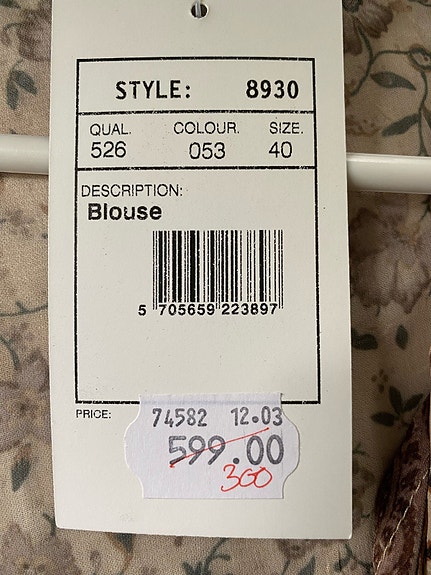 STYLE: 8930
QUAL. COLOUR. SIZE.
526 053 40
DESCRIPTION:
Blouse
5 705659 223897
PRICE: 74582 12.03
599.00
300